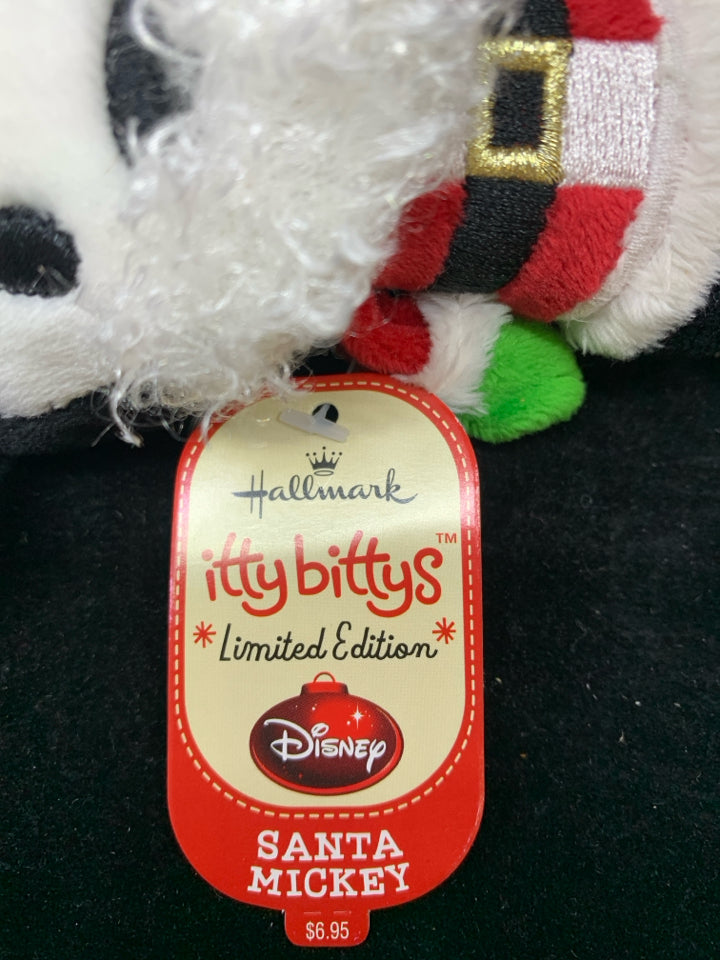 Hallmark
itty bittys™
*Limited Edition*
Disney
SANTA
MICKEY
$6.95